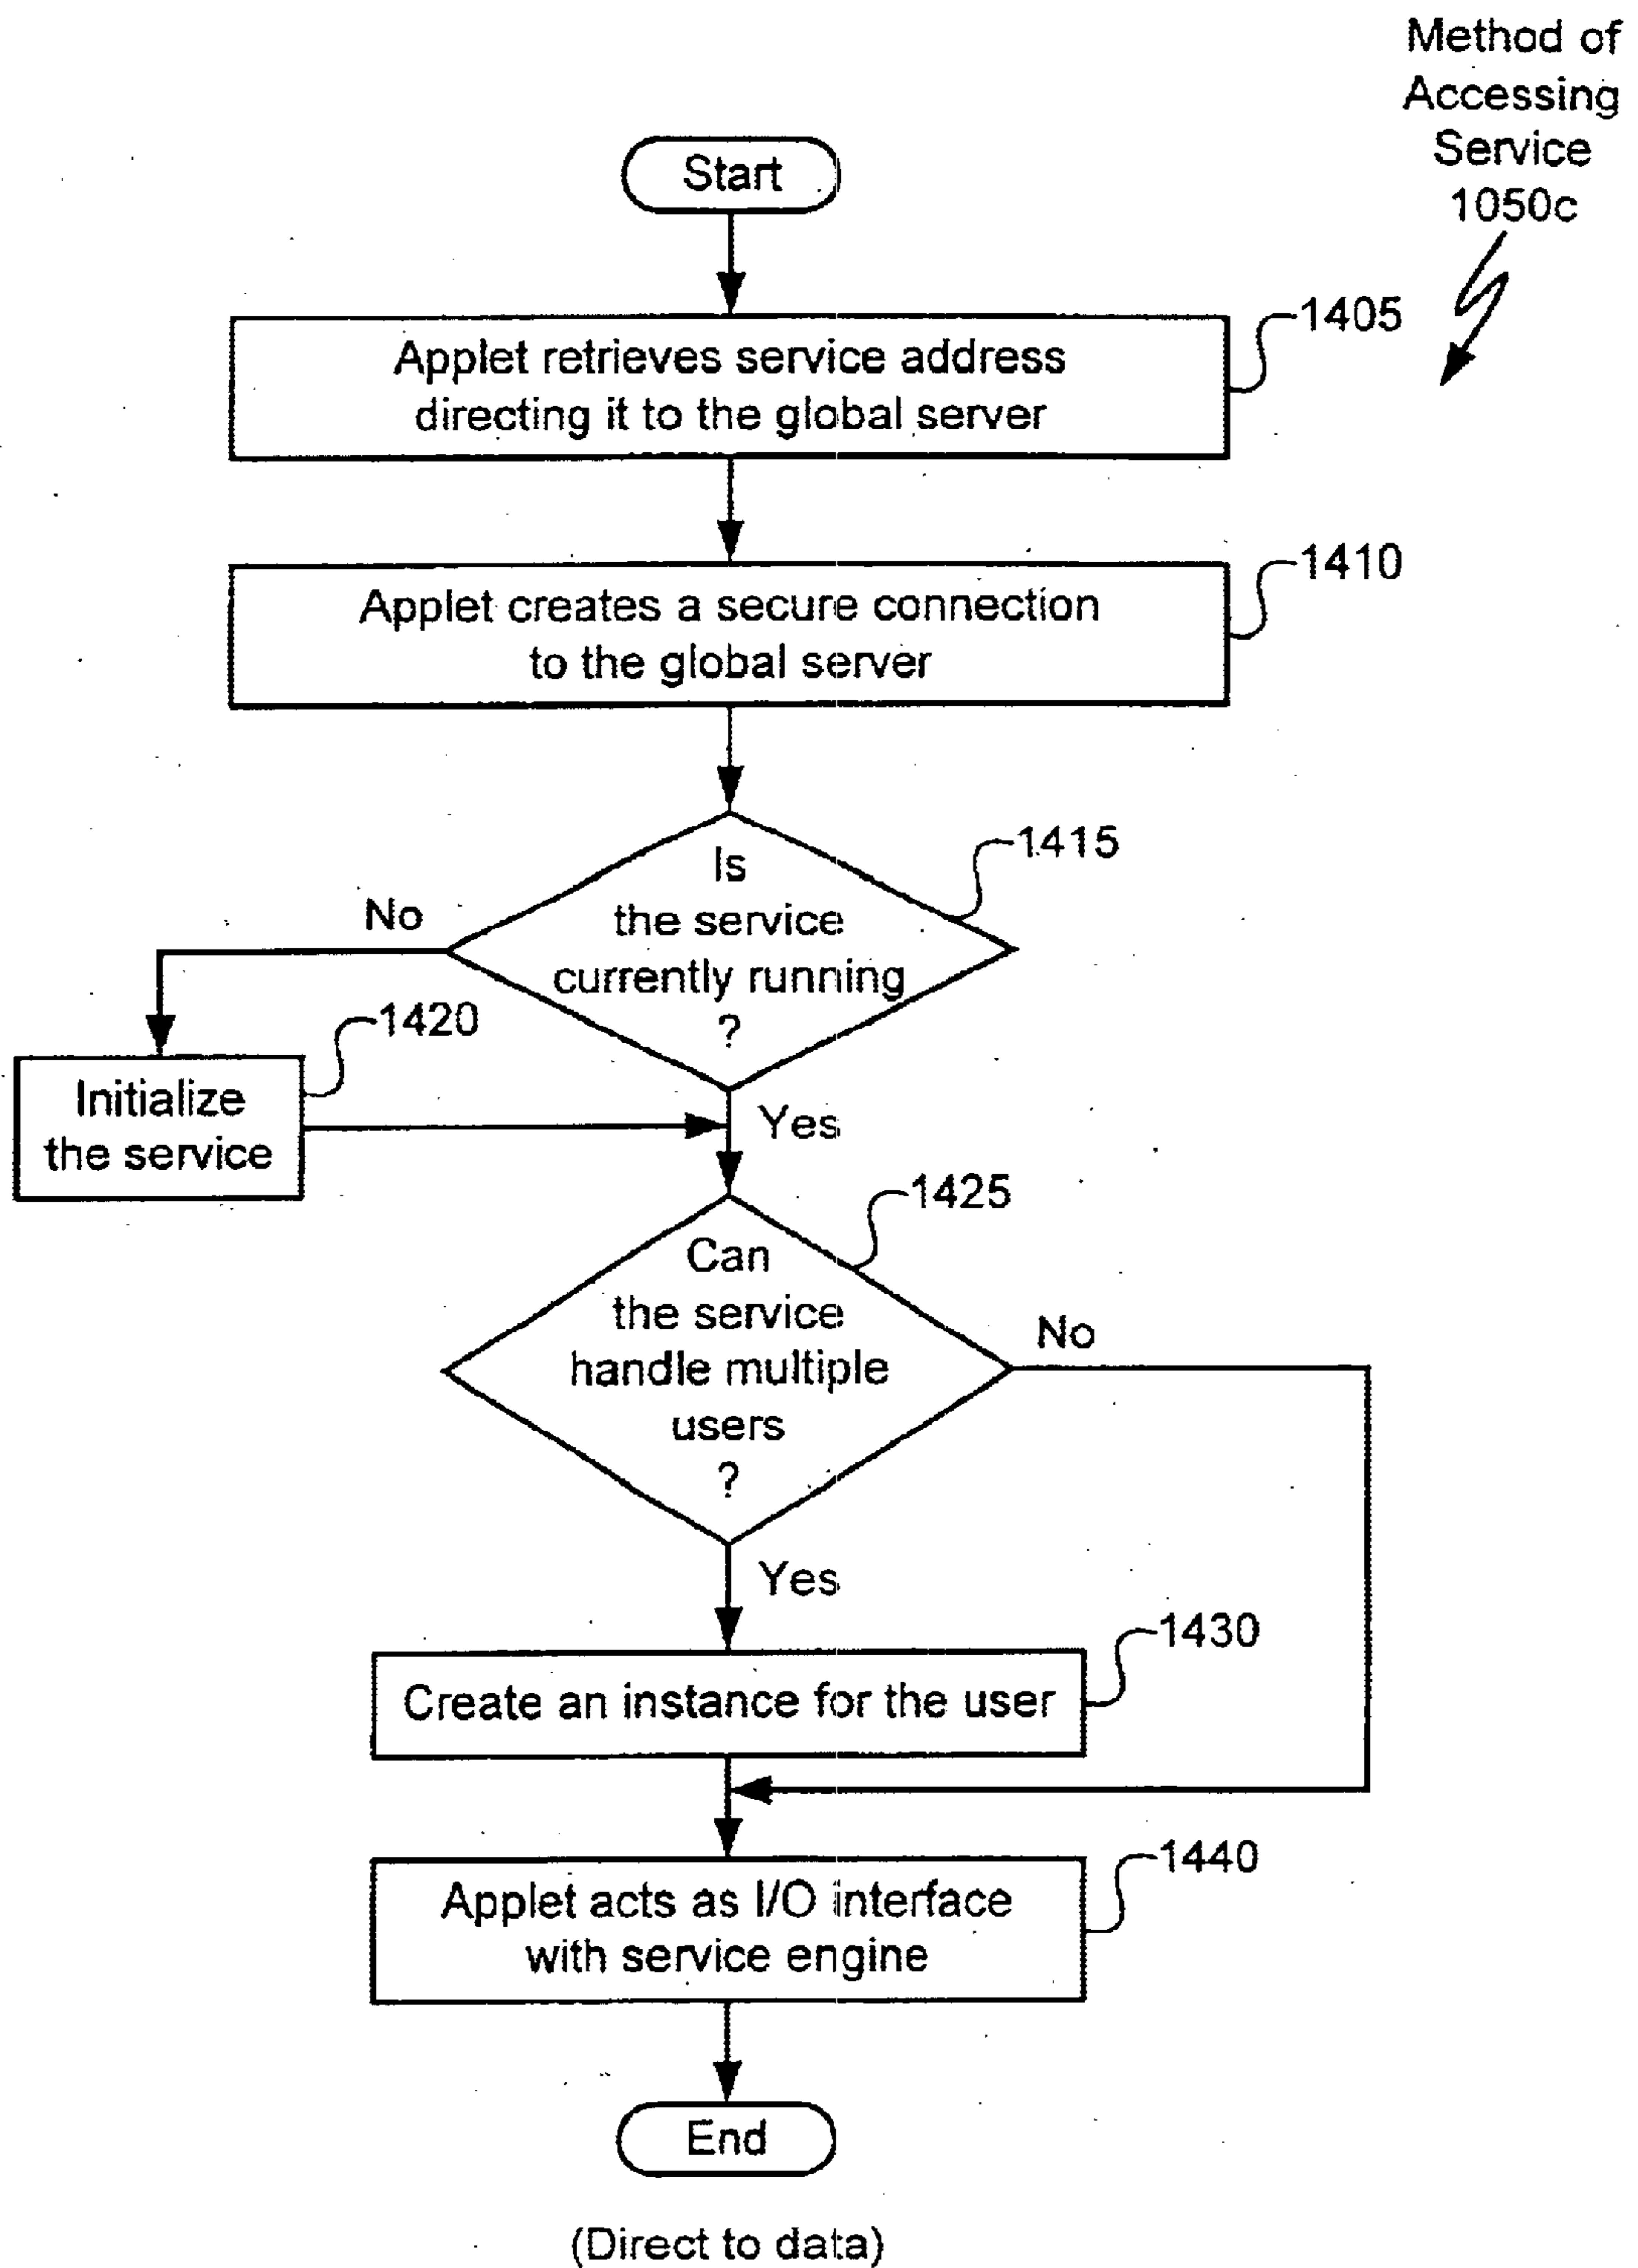 Method of
Accessing
Service
1050c
Start
1405
Applet retrieves service address
directing it to the global server
1410
Applet creates a secure connection
to the global server
1415
Is
the service
currently running
?
No
1420
Initialize
the service
Yes
1425
Can
the service
handle multiple
users
?
No
Yes
1430
Create an instance for the user
1440
Applet acts as I/O interface
with service engine
End
(Direct to data)